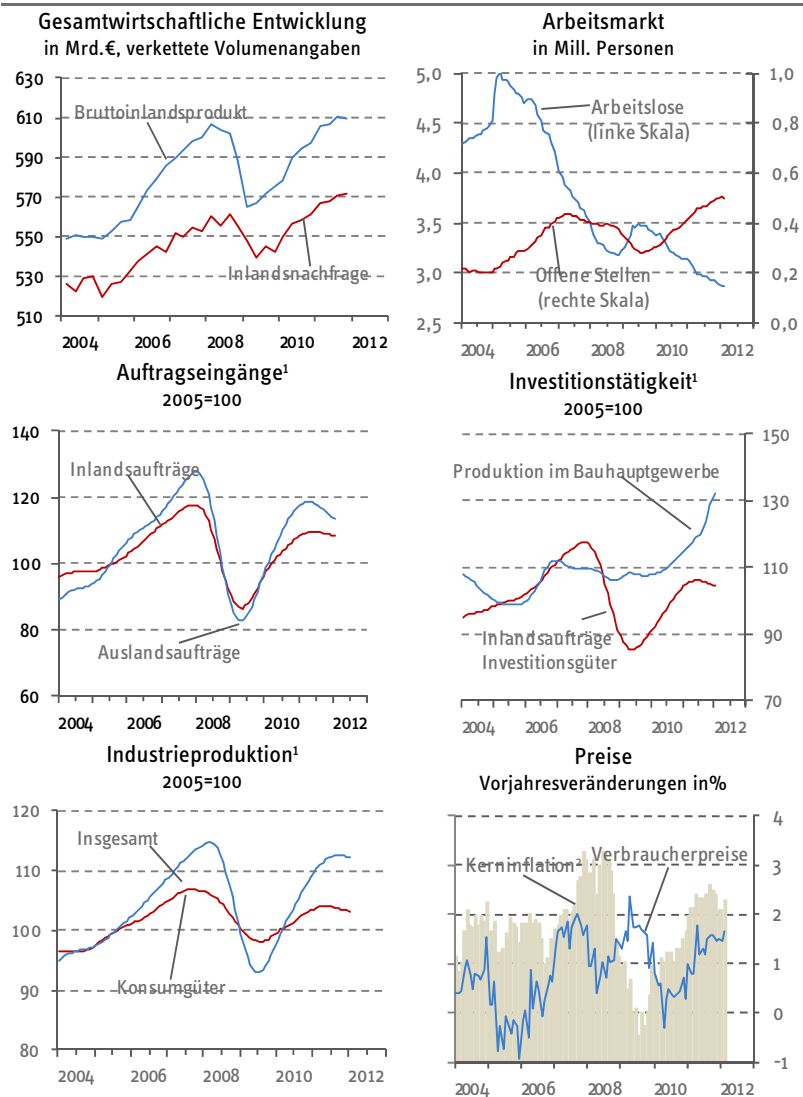 Gesamtwirtschaftliche Entwicklung
in Mrd.€, verkettete Volumenangaben
630
610
590
570
550
530
510
Bruttoinlandsprodukt
Inlandsnachfrage
2004 2006 2008 2010 2012
Arbeitsmarkt
in Mill. Personen
5,0
4,5
4,0
3,5
3,0
2,5
1,0
0,8
0,6
0,4
0,2
0,0
Arbeitslose
(linke Skala)
Offene Stellen
(rechte Skala)
2004 2006 2008 2010 2012
Auftragseingänge¹
2005=100
140
120
100
80
60
Inlandsaufträge
Auslandsaufträge
2004 2006 2008 2010 2012
Investitionstätigkeit¹
2005=100
150
130
110
90
70
Produktion im Bauhauptgewerbe
Inlandsaufträge
Investitionsgüter
2004 2006 2008 2010 2012
Industrieproduktion¹
2005=100
120
110
100
90
80
Insgesamt
Konsumgüter
2004 2006 2008 2010 2012
Preise
Vorjahresveränderungen in%
4
3
2
1
0
−1
Kerninflation²
Verbraucherpreise
2004 2006 2008 2010 2012